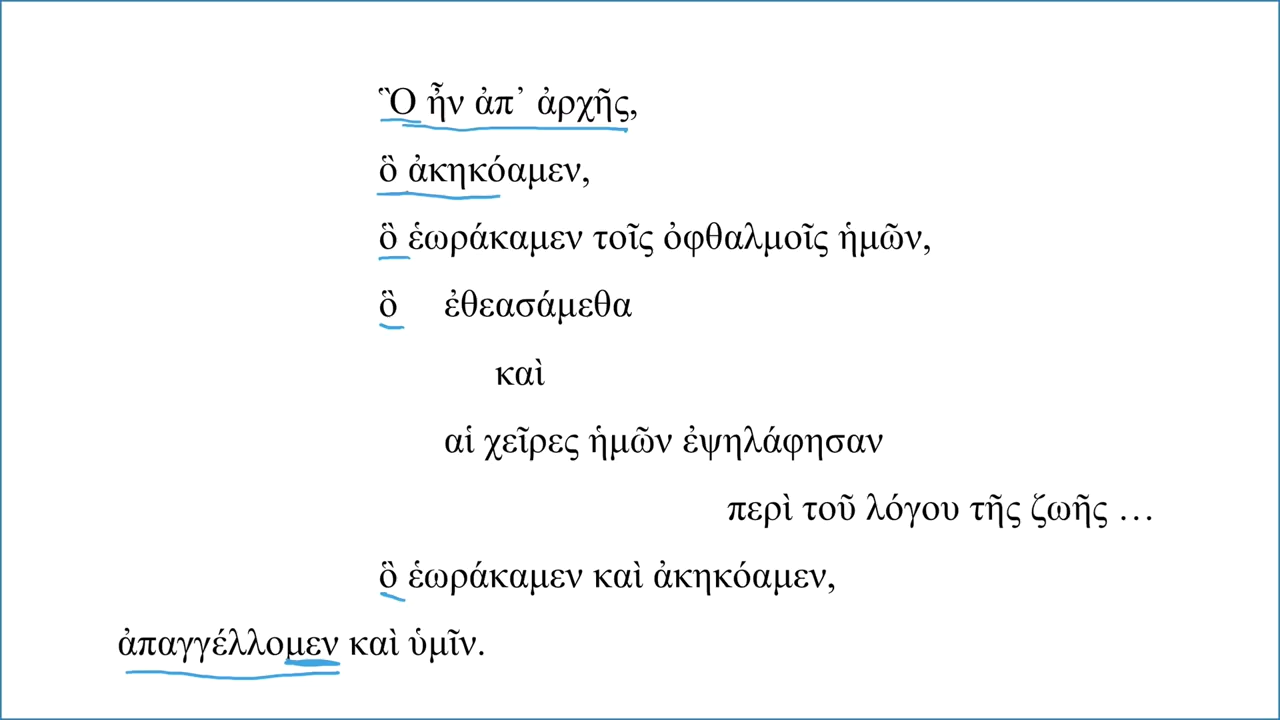 Ὃ ἦν ἀπ᾽ ἀρχῆς,
ὃ ἀκηκόαμεν,
ὃ ἑωράκαμεν τοῖς ὀφθαλμοῖς ἡμῶν,
ὃ ἐθεασάμεθα
καὶ
αἱ χεῖρες ἡμῶν ἐψηλάφησαν
περὶ τοῦ λόγου τῆς ζωῆς …
ὃ ἑωράκαμεν καὶ ἀκηκόαμεν,
ἀπαγγέλλομεν καὶ ὑμῖν.